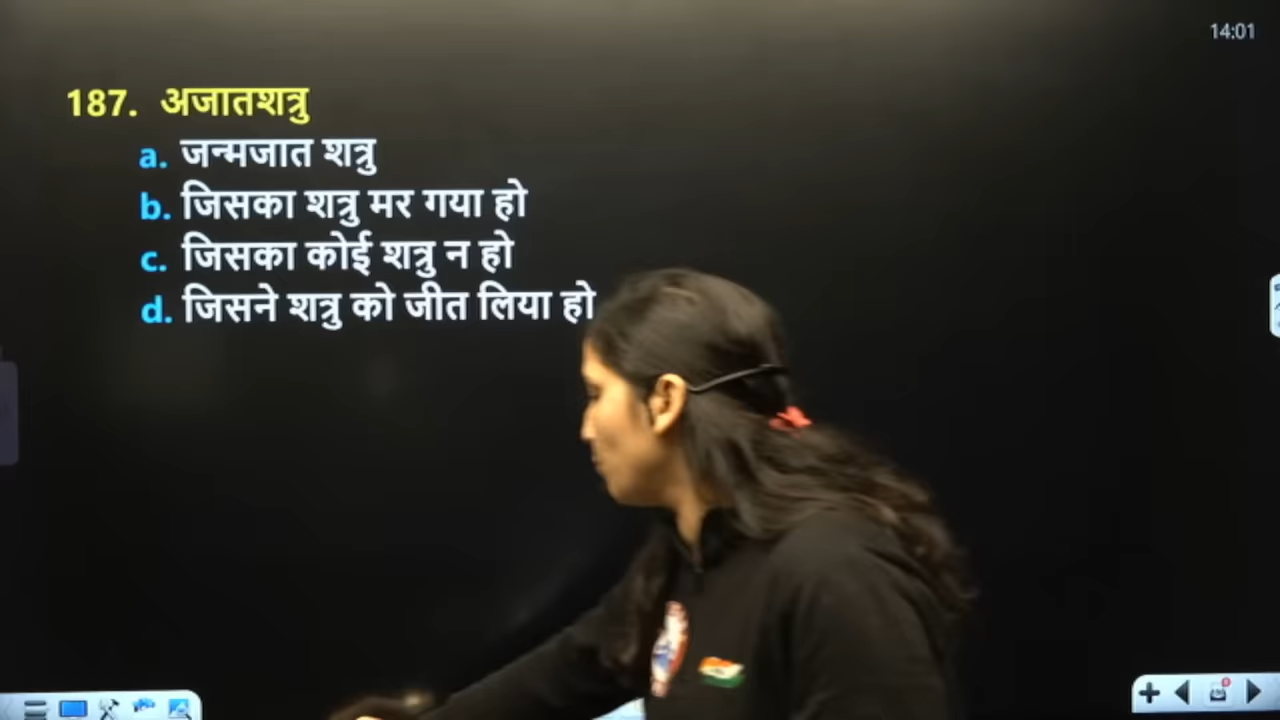 14:01
187. अजातशत्रु
a. जन्मजात शत्रु
b. जिसका शत्रु मर गया हो
c. जिसका कोई शत्रु न हो
d. जिसने शत्रु को जीत लिया हो